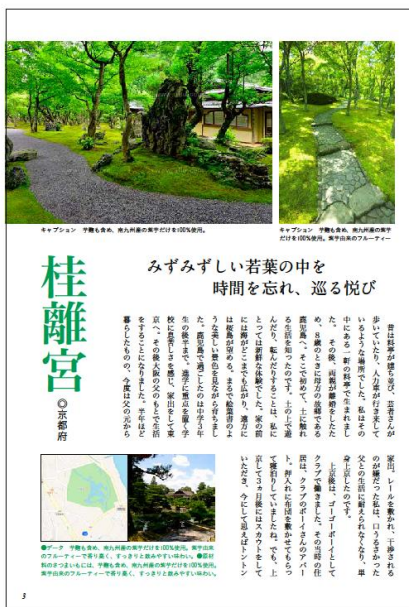 キャプション　芋麴も含め、南九州産の紫芋だけを100%使用。
キャプション　芋麴も含め、南九州産の紫芋
だけを100%使用。紫芋由来のフルーティー
みずみずしい若葉の中を
時間を忘れ、巡る悦び
桂離宮
◎京都府
昔は料亭が建ち並び、芸者さんが
歩いていたり、人力車が行き来して
いるような場所でした。私はその
中にある一軒の料亭で生まれまし
た。　その後、両親が離婚をしたた
め、8歳のときに母方の故郷である
鹿児島へ。そこで初めて、土に触れ
る生活を知ったのです。土の上で遊
んだり、転んだりすることは、私に
とっては新鮮な体験でした。家の前
には海がどこまでも広がり、遠方に
は桜島が望める、まるで絵葉書のよ
うな美しい景色を見ながら育ちまし
た。鹿児島で過ごしたのは中学3年
生の後半まで。進学に重点を置く学
校に息苦しさを感じ、家出をして東
京へ。その後大阪の父のもとで生活
をすることになりました。半年ほど
暮らしたものの、今度は父の元から
家出。レールを敷かれ、干渉される
のが嫌だった私は、口うるさかった
父との生活に耐えられなくなり、単
身上京したのです。
上京後は、ゴーゴーボーイとして
クラブで働きました。その当時の住
居は、クラブのボーイさんのアパー
ト。押入れに布団を敷かせてもらっ
て寝泊りしていましたね。でも、上
京して3ヵ月後にはスカウトをして
いただき、今にして思えばトントン
●データ　芋麴も含め、南九州産の紫芋だけを100%使用。紫芋由来
のフルーティーで香り高く、すっきりと飲みやすい味わい。●原材
料のさつまいもには、芋麴も含め、南九州産の紫芋だけを100%使用。
紫芋由来のフルーティーで香り高く、すっきりと飲みやすい味わい。
3